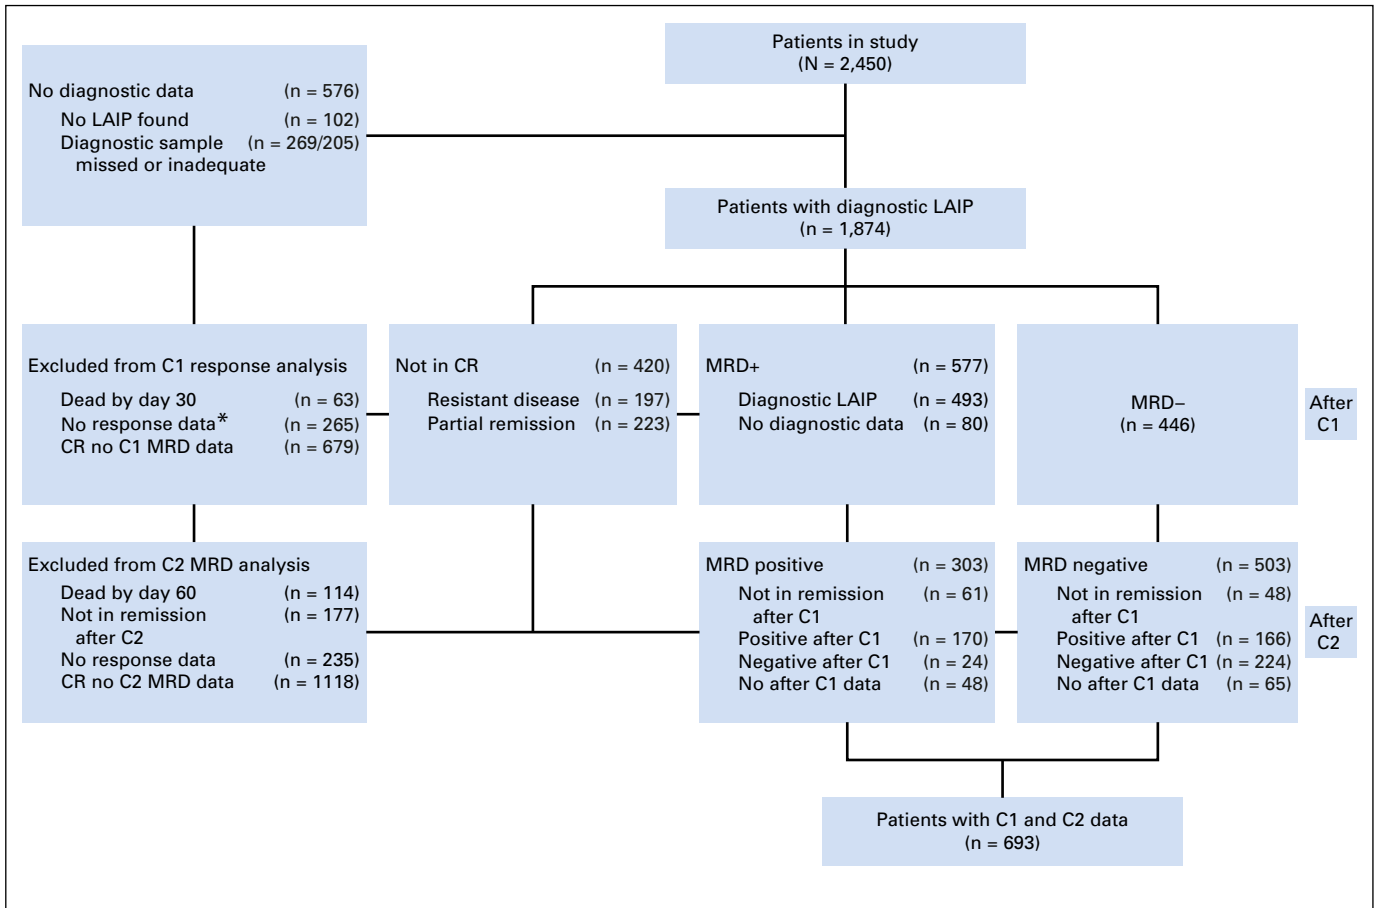 Patients in study
(N = 2,450)
No diagnostic data (n = 576)
No LAIP found (n = 102)
Diagnostic sample (n = 269/205)
missed or inadequate
Patients with diagnostic LAIP
(n = 1,874)
Excluded from C1 response analysis
Dead by day 30 (n = 63)
No response data* (n = 265)
CR no C1 MRD data (n = 679)
Not in CR (n = 420)
Resistant disease (n = 197)
Partial remission (n = 223)
MRD+ (n = 577)
Diagnostic LAIP (n = 493)
No diagnostic data (n = 80)
MRD–
(n = 446)
After
C1
Excluded from C2 MRD analysis
Dead by day 60 (n = 114)
Not in remission (n = 177)
after C2
No response data (n = 235)
CR no C2 MRD data (n = 1118)
MRD positive (n = 303)
Not in remission (n = 61)
after C1
Positive after C1 (n = 170)
Negative after C1 (n = 24)
No after C1 data (n = 48)
MRD negative (n = 503)
Not in remission (n = 48)
after C1
Positive after C1 (n = 166)
Negative after C1 (n = 224)
No after C1 data (n = 65)
After
C2
Patients with C1 and C2 data
(n = 693)